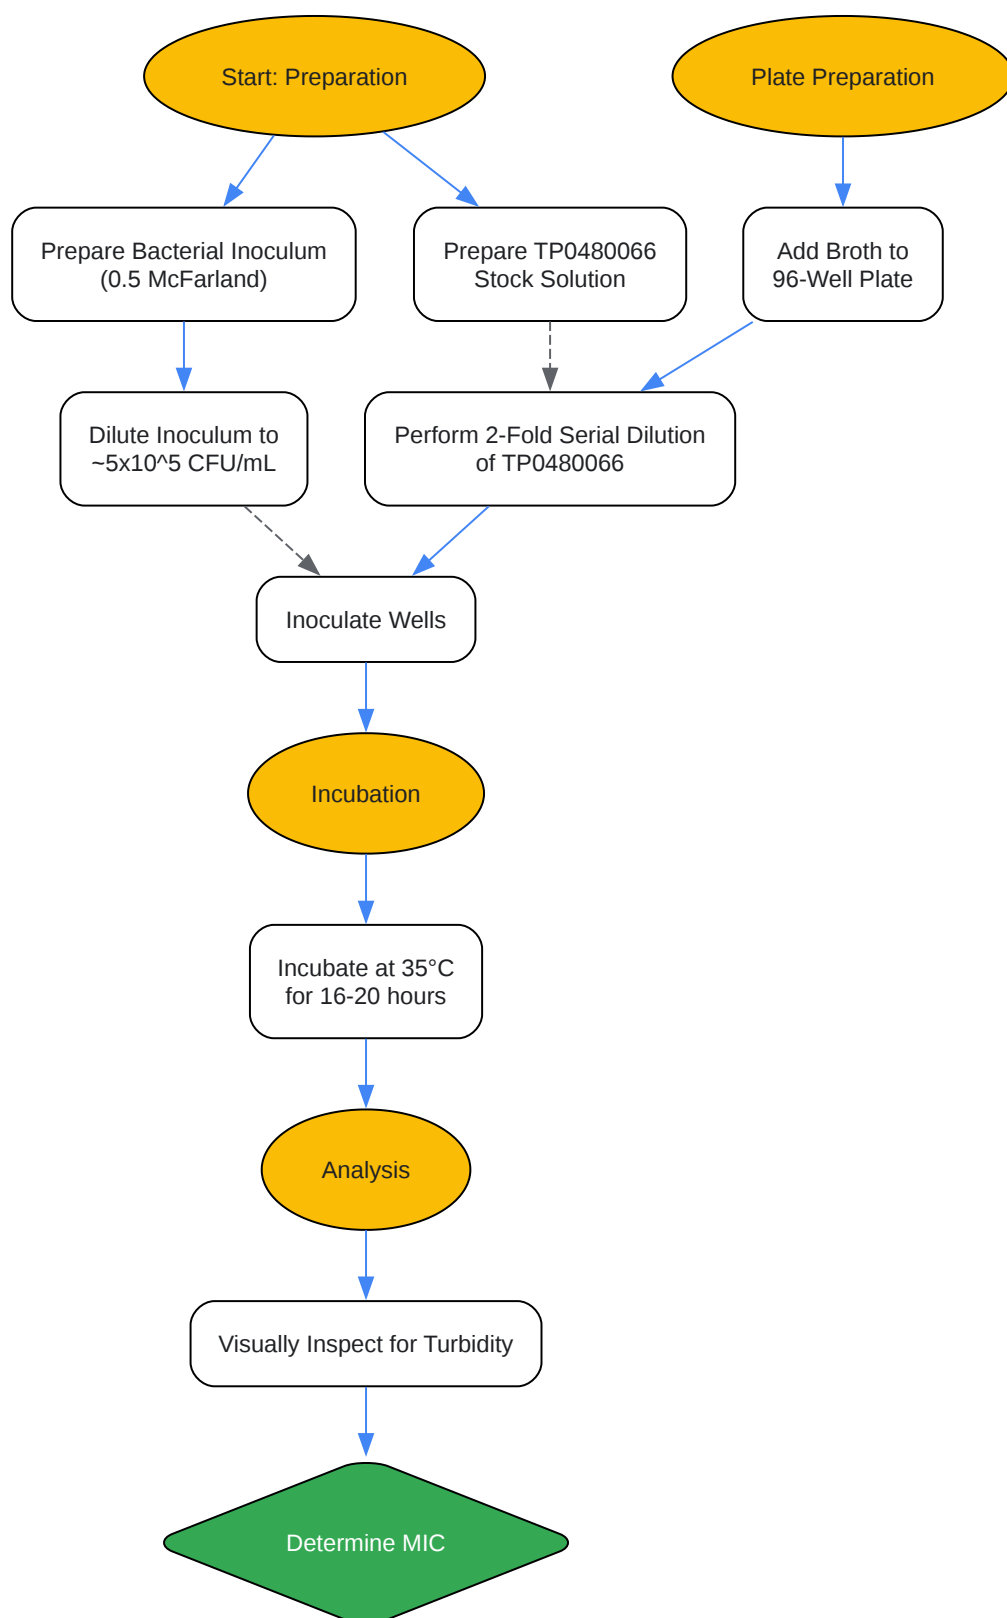 Start: Preparation
Plate Preparation
Prepare Bacterial Inoculum
(0.5 McFarland)
Prepare TP0480066
Stock Solution
Add Broth to
96-Well Plate
Dilute Inoculum to
~5x10^5 CFU/mL
Perform 2-Fold Serial Dilution
of TP0480066
Inoculate Wells
Incubation
Incubate at 35°C
for 16-20 hours
Analysis
Visually Inspect for Turbidity
Determine MIC